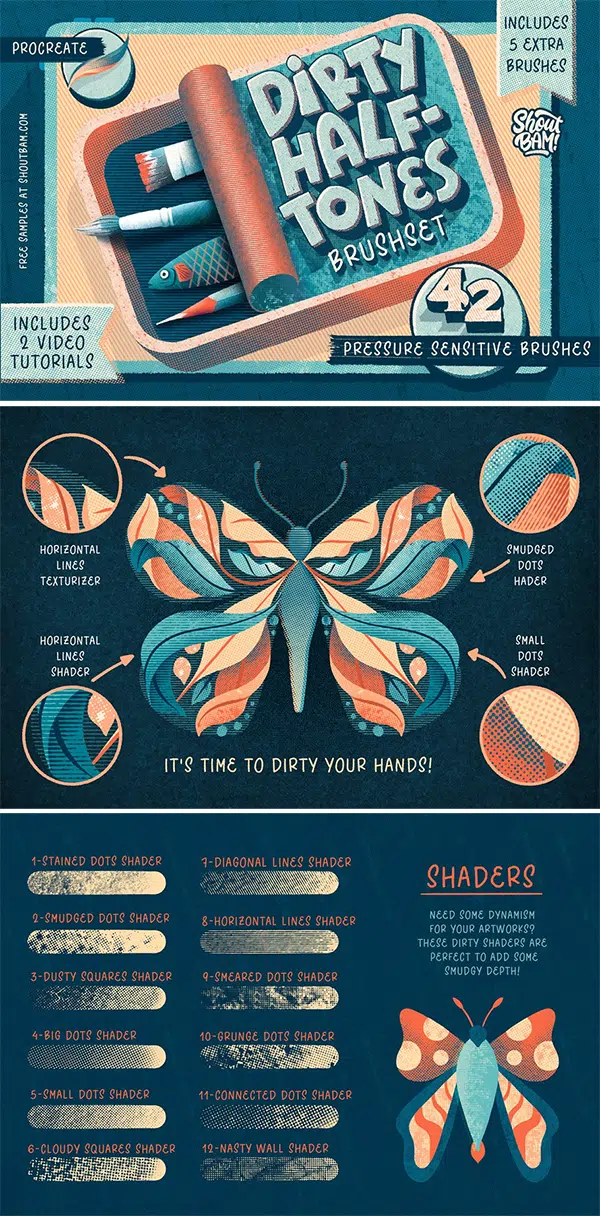 PROCREATE
INCLUDES
5 EXTRA
BRUSHES
DIRTY
HALF-
TONES
BRUSHSET
Shout
BAM!
FREE SAMPLES AT SHOUTBAM.COM
42
PRESSURE SENSITIVE BRUSHES
INCLUDES
2 VIDEO
TUTORIALS
HORIZONTAL
LINES
TEXTURIZER
SMUDGED
DOTS
HADER
HORIZONTAL
LINES
SHADER
SMALL
DOTS
SHADER
IT'S TIME TO DIRTY YOUR HANDS!
1-STAINED DOTS SHADER
2-SMUDGED DOTS SHADER
3-DUSTY SQUARES SHADER
4-BIG DOTS SHADER
5-SMALL DOTS SHADER
6-CLOUDY SQUARES SHADER
7-DIAGONAL LINES SHADER
8-HORIZONTAL LINES SHADER
9-SMEARED DOTS SHADER
10-GRUNGE DOTS SHADER
11-CONNECTED DOTS SHADER
12-NASTY WALL SHADER
SHADERS
NEED SOME DYNAMISM
FOR YOUR ARTWORKS?
THESE DIRTY SHADERS ARE
PERFECT TO ADD SOME
SMUDGY DEPTH!